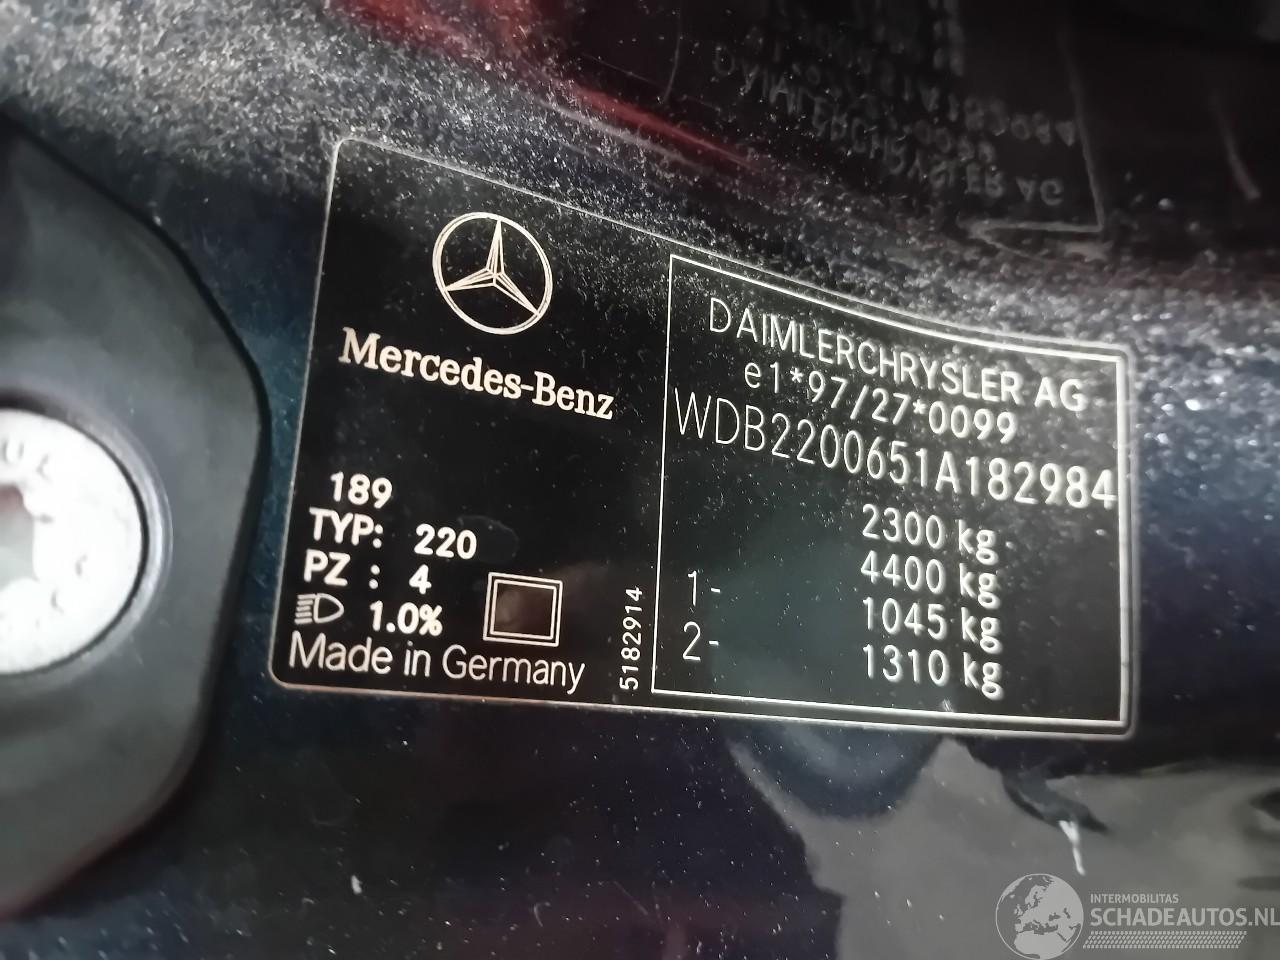 Mercedes-Benz
189
TYP: 220
PZ : 4
1.0%
Made in Germany
5182914
DAIMLERCHRYSLER AG
e1*97/27*0099
WDB2200651A182984
2300 kg
4400 kg
1- 1045 kg
2- 1310 kg
INTERMOBILITAS
SCHADEAUTOS.NL